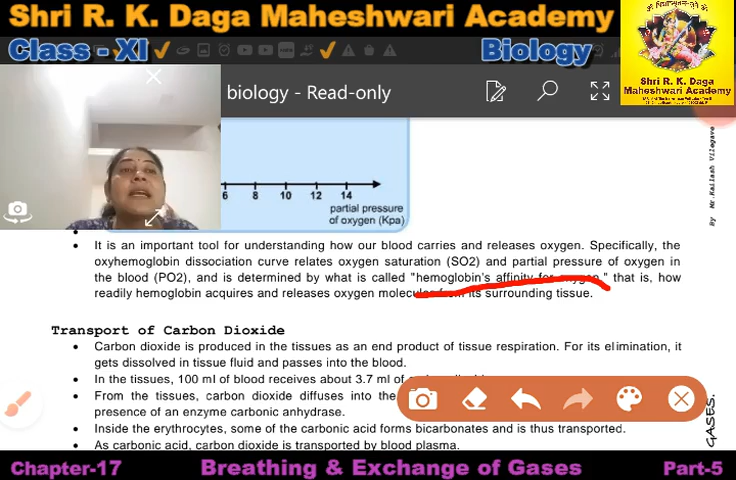 Shri R. K. Daga Maheshwari Academy
Class - XI
Biology
Shri R. K. Daga
Maheshwari Academy
biology - Read-only
6 8 10 12 14
partial pressure
of oxygen (Kpa)
By Mr.Kailash Vilegave
• It is an important tool for understanding how our blood carries and releases oxygen. Specifically, the
oxyhemoglobin dissociation curve relates oxygen saturation (SO2) and partial pressure of oxygen in
the blood (PO2), and is determined by what is called "hemoglobin's affinity for oxygen," that is, how
readily hemoglobin acquires and releases oxygen molecules from its surrounding tissue.
Transport of Carbon Dioxide
• Carbon dioxide is produced in the tissues as an end product of tissue respiration. For its elimination, it
gets dissolved in tissue fluid and passes into the blood.
• In the tissues, 100 ml of blood receives about 3.7 ml of
• From the tissues, carbon dioxide diffuses into the
presence of an enzyme carbonic anhydrase.
• Inside the erythrocytes, some of the carbonic acid forms bicarbonates and is thus transported.
• As carbonic acid, carbon dioxide is transported by blood plasma.
GASES.
Chapter-17
Breathing & Exchange of Gases
Part-5